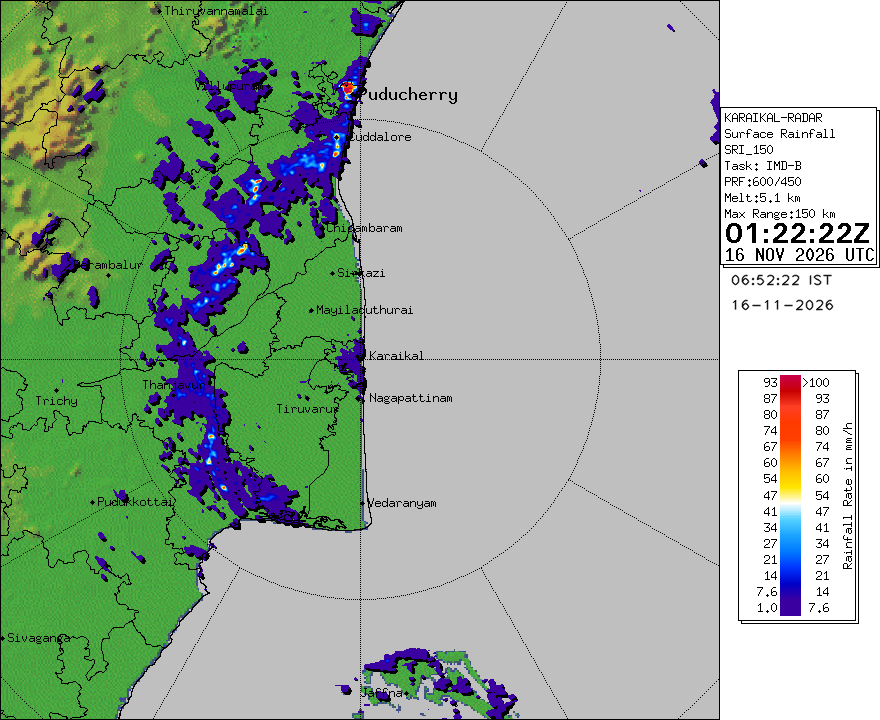 Thiruvannamalai
Villupuram
Puducherry
Cuddalore
Chidambaram
Perambalur
Sirkazi
Mayiladuthurai
Karaikal
Thanjavur
Trichy
Tiruvarur
Nagapattinam
Pudukkottai
Vedaranyam
Sivaganga
Jaffna
KARAIKAL-RADAR
Surface Rainfall
SRI_150
Task: IMD-B
PRF:600/450
Melt:5.1 km
Max Range:150 km
01:22:22Z
16 NOV 2026 UTC
06:52:22 IST
16-11-2026
93 >100
87 93
80 87
74 80
67 74
60 67
54 60
47 54
41 47
34 41
27 34
21 27
14 21
7.6 14
1.0 7.6
Rainfall Rate in mm/h